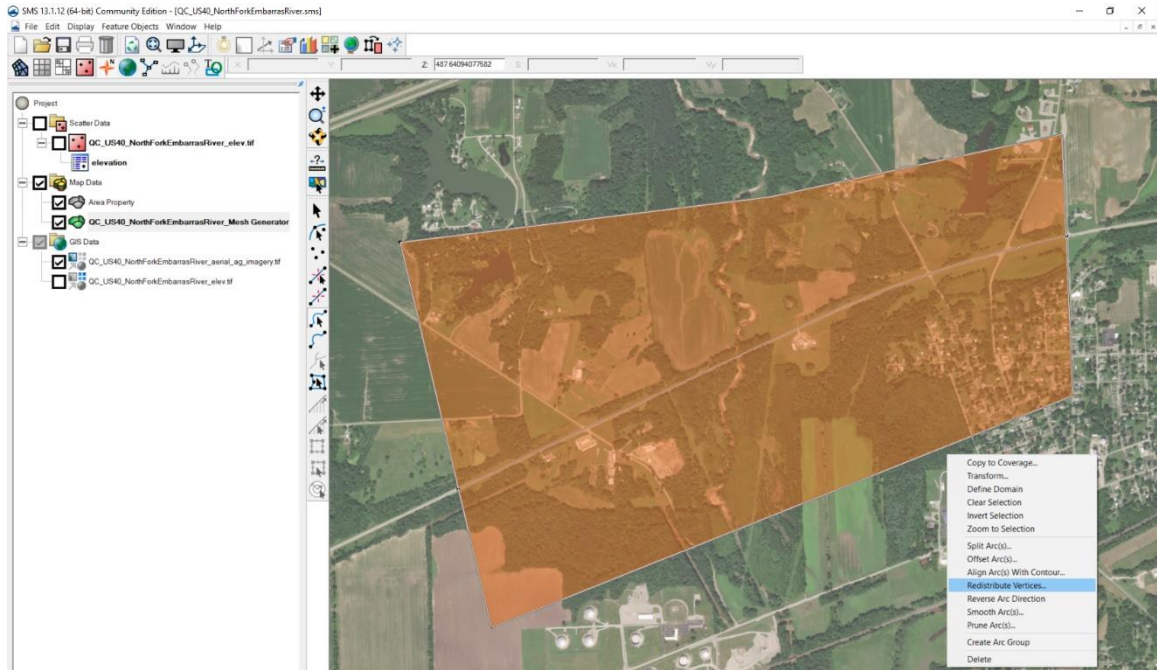 SMS 13.1.12 (64-bit) Community Edition - [QC_US40_NorthForkEmbarrasRiver.sms]
File Edit Display Feature Objects Window Help
X: Y: Z: 487.64094077582 S: Vx: Vy:
Project
Scatter Data
QC_US40_NorthForkEmbarrasRiver_elev.tif
elevation
Map Data
Area Property
QC_US40_NorthForkEmbarrasRiver_Mesh Generator
GIS Data
QC_US40_NorthForkEmbarrasRiver_aerial_ag_imagery.tif
QC_US40_NorthForkEmbarrasRiver_elev.tif
Copy to Coverage...
Transform...
Define Domain
Clear Selection
Invert Selection
Zoom to Selection
Split Arc(s)...
Offset Arc(s)...
Align Arc(s) With Contour...
Redistribute Vertices...
Reverse Arc Direction
Smooth Arc(s)...
Prune Arc(s)...
Create Arc Group
Delete